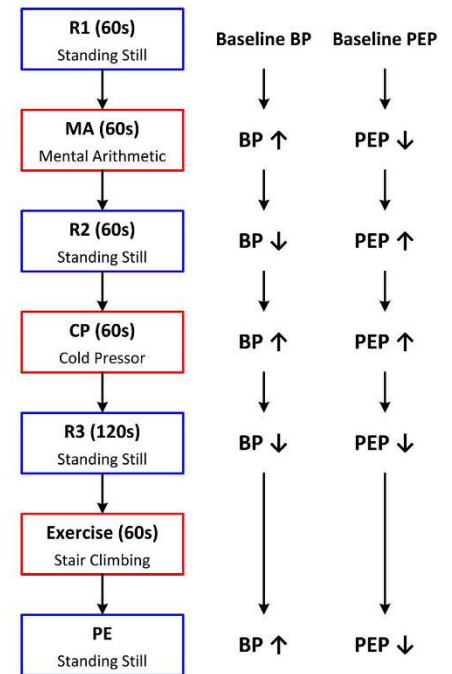 R1 (60s) Baseline BP Baseline PEP
Standing Still
MA (60s) BP ↑ PEP ↓
Mental Arithmetic
R2 (60s) BP ↓ PEP ↑
Standing Still
CP (60s) BP ↑ PEP ↑
Cold Pressor
R3 (120s) BP ↓ PEP ↓
Standing Still
Exercise (60s)
Stair Climbing
PE BP ↑ PEP ↓
Standing Still